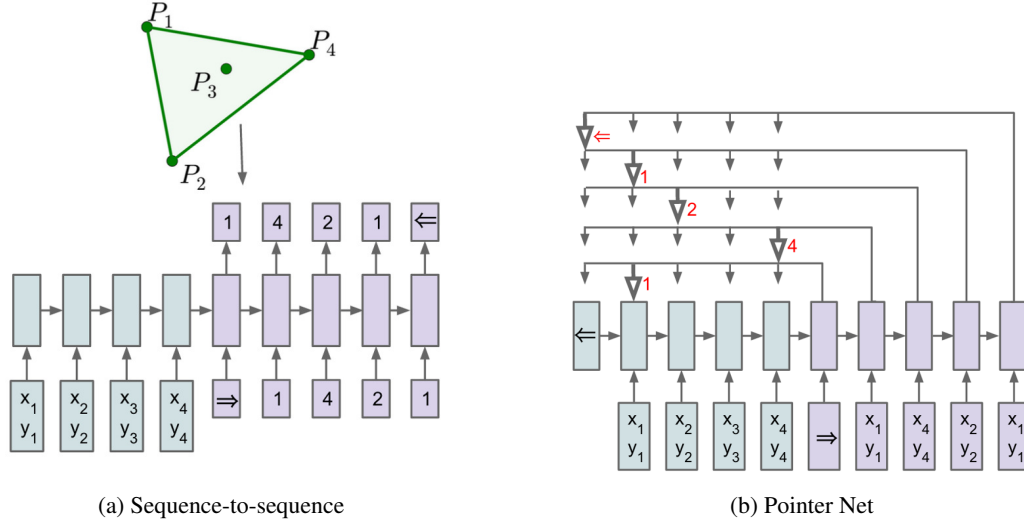 P1
P4
P3
P2
1 4 2 1 ⇐
x1 x2 x3 x4
y1 y2 y3 y4
⇒ 1 4 2 1
(a) Sequence-to-sequence
⇐
1
2
4
1
⇐
x1 x2 x3 x4 ⇒ x1 x4 x2 x1
y1 y2 y3 y4 y1 y4 y2 y1
(b) Pointer Net